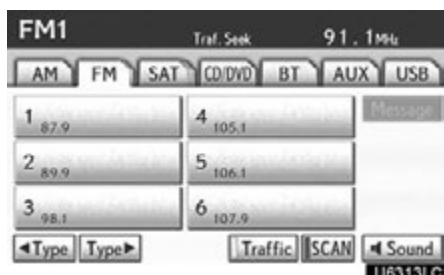 FM1 Traf. Seek 91.1MHz
AM FM SAT CD/DVD BT AUX USB
1 87.9 4 105.1 Message
2 89.9 5 106.1
3 98.1 6 107.9
◄Type Type► Traffic SCAN Sound